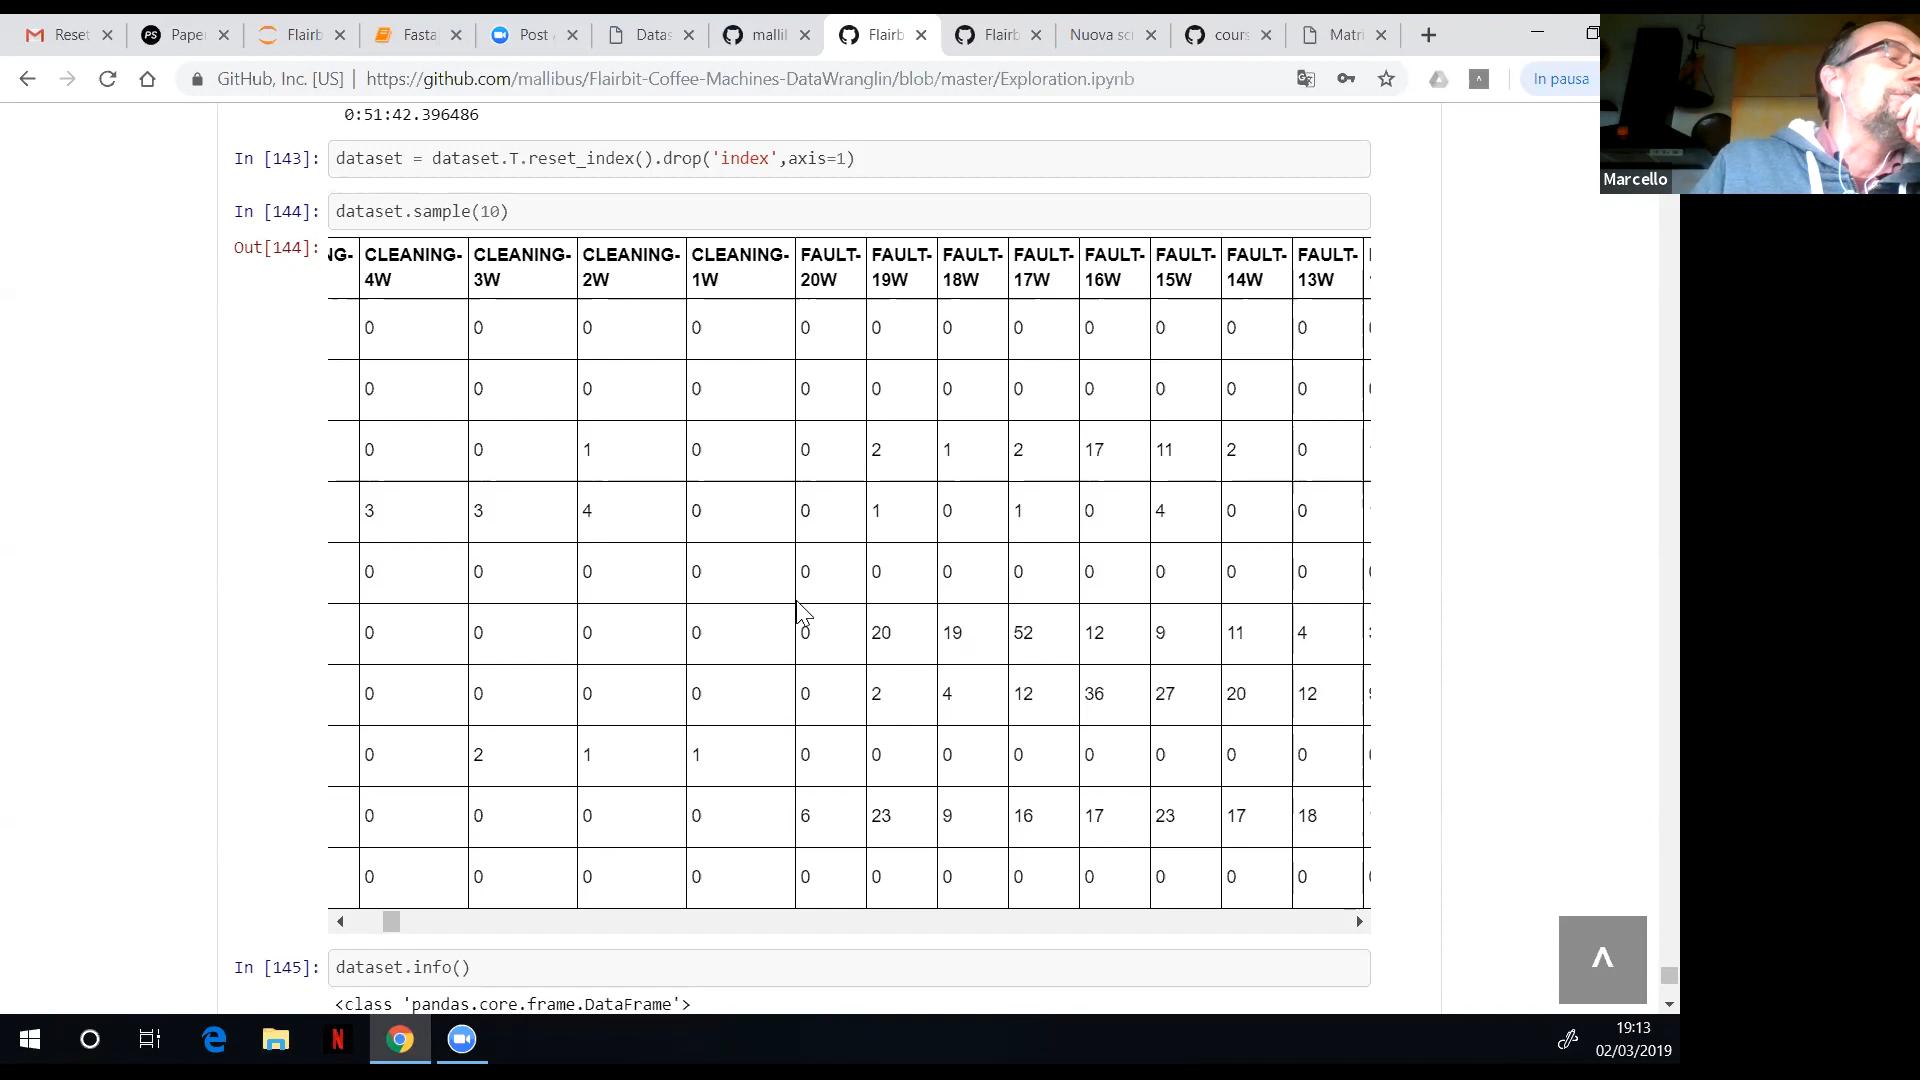 Reset
Pape
Flairb
Fasta
Post
Datas
mallil
Flairb
Flairb
Nuova sc
cours
Matri
GitHub, Inc. [US] | https://github.com/mallibus/Flairbit-Coffee-Machines-DataWranglin/blob/master/Exploration.ipynb
In pausa
Marcello
0:51:42.396486
In [143]: dataset = dataset.T.reset_index().drop('index',axis=1)
In [144]: dataset.sample(10)
Out[144]:
NG- CLEANING-4W CLEANING-3W CLEANING-2W CLEANING-1W FAULT-20W FAULT-19W FAULT-18W FAULT-17W FAULT-16W FAULT-15W FAULT-14W FAULT-13W
0 0 0 0 0 0 0 0 0 0 0 0
0 0 0 0 0 0 0 0 0 0 0 0
0 0 1 0 0 2 1 2 17 11 2 0
3 3 4 0 0 1 0 1 0 4 0 0
0 0 0 0 0 0 0 0 0 0 0 0
0 0 0 0 0 20 19 52 12 9 11 4
0 0 0 0 0 2 4 12 36 27 20 12
0 2 1 1 0 0 0 0 0 0 0 0
0 0 0 0 6 23 9 16 17 23 17 18
0 0 0 0 0 0 0 0 0 0 0 0
In [145]: dataset.info()
<class 'pandas.core.frame.DataFrame'>
19:13
02/03/2019